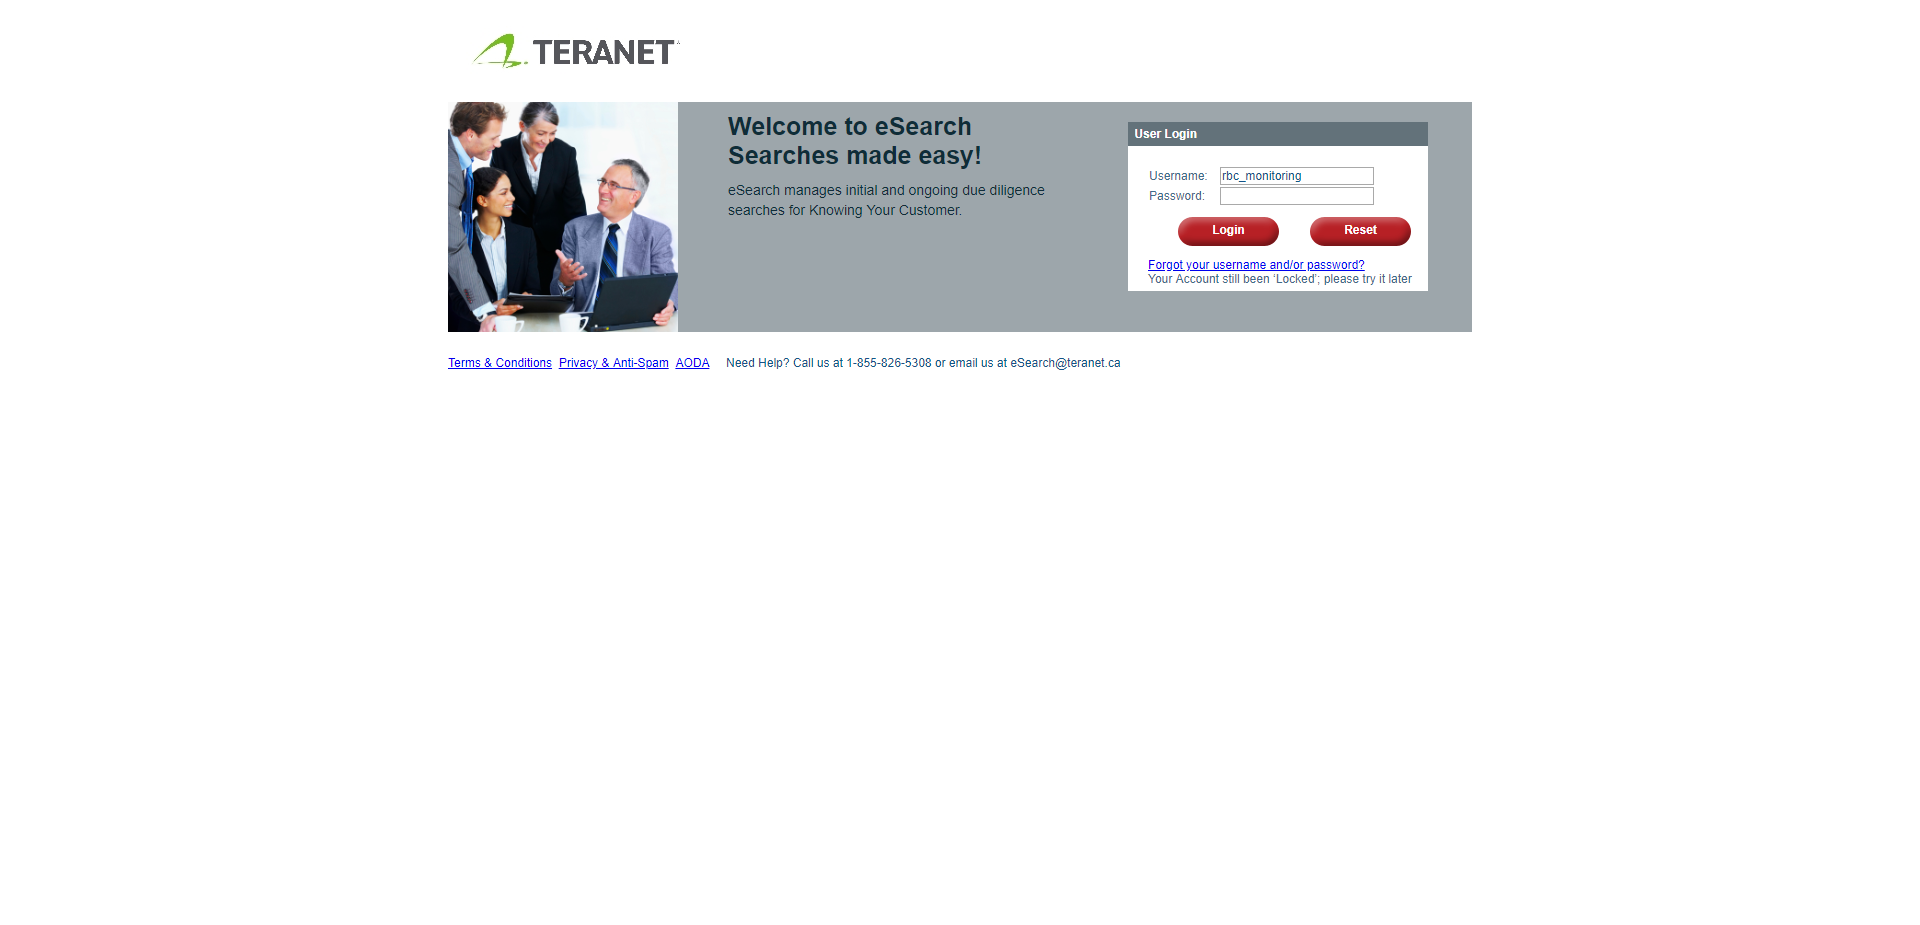 TERANET
Welcome to eSearch
Searches made easy!
eSearch manages initial and ongoing due diligence
searches for Knowing Your Customer.
User Login
Username: rbc_monitoring
Password:
Login Reset
Forgot your username and/or password?
Your Account still been 'Locked'; please try it later
Terms & Conditions Privacy & Anti-Spam AODA Need Help? Call us at 1-855-826-5308 or email us at eSearch@teranet.ca